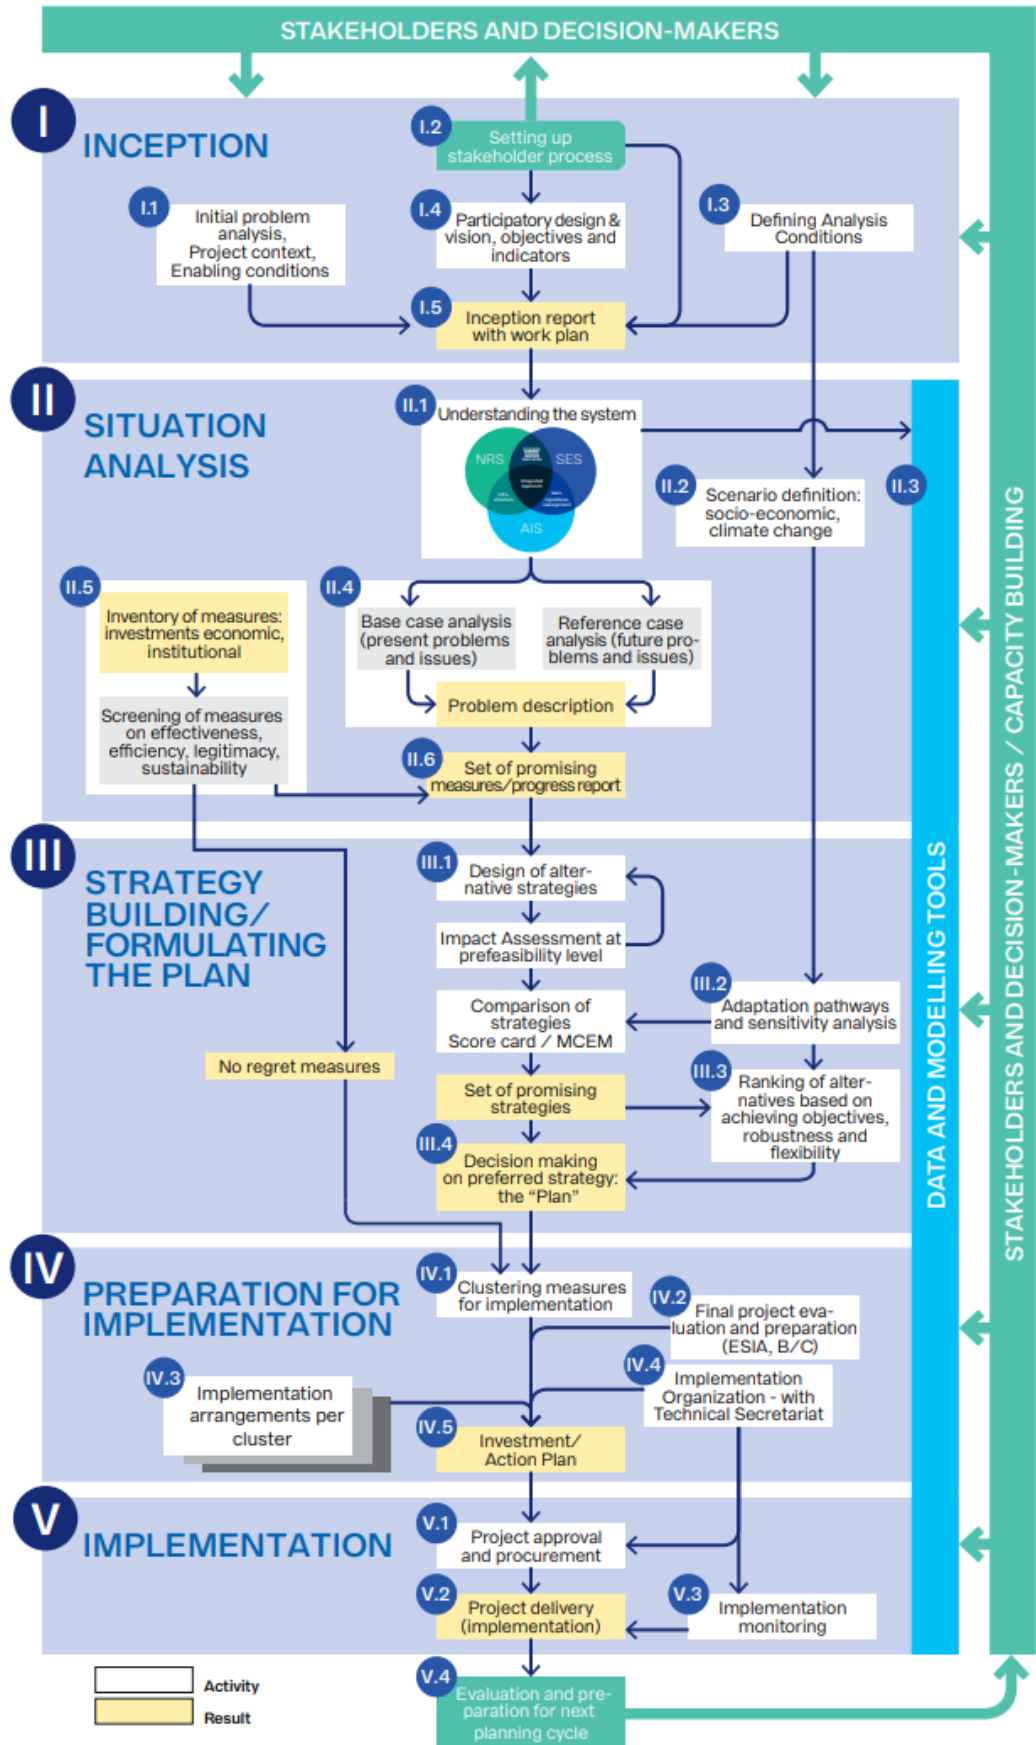 STAKEHOLDERS AND DECISION-MAKERS
I
INCEPTION
I.2
Setting up
stakeholder process
I.1
Initial problem
analysis,
Project context,
Enabling conditions
I.4
Participatory design &
vision, objectives and
indicators
I.3
Defining Analysis
Conditions
I.5
Inception report
with work plan
II
SITUATION
ANALYSIS
II.1
Understanding the system
NRS
SES
AIS
II.2
Scenario definition:
socio-economic,
climate change
II.3
II.5
Inventory of measures:
investments economic,
institutional
Screening of measures
on effectiveness,
efficiency, legitimacy,
sustainability
II.4
Base case analysis
(present problems
and issues)
Reference case
analysis (future pro-
blems and issues)
Problem description
II.6
Set of promising
measures/progress report
III
STRATEGY
BUILDING/
FORMULATING
THE PLAN
III.1
Design of alter-
native strategies
Impact Assessment at
prefeasibility level
Comparison of
strategies
Score card / MCEM
III.2
Adaptation pathways
and sensitivity analysis
No regret measures
Set of promising
strategies
III.3
Ranking of alter-
natives based on
achieving objectives,
robustness and
flexibility
III.4
Decision making
on preferred strategy:
the “Plan”
IV
PREPARATION FOR
IMPLEMENTATION
IV.1
Clustering measures
for implementation
IV.2
Final project eva-
luation and preparation
(ESIA, B/C)
IV.3
Implementation
arrangements per
cluster
IV.4
Implementation
Organization - with
Technical Secretariat
IV.5
Investment/
Action Plan
V
IMPLEMENTATION
V.1
Project approval
and procurement
V.2
Project delivery
(implementation)
V.3
Implementation
monitoring
V.4
Evaluation and pre-
paration for next
planning cycle
Activity
Result
DATA AND MODELLING TOOLS
STAKEHOLDERS AND DECISION-MAKERS / CAPACITY BUILDING